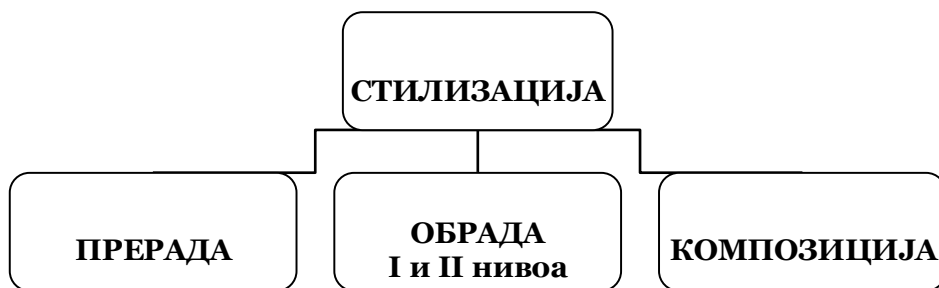 СТИЛИЗАЦИЈА
ПРЕРАДА
ОБРАДА
I и II нивоа
КОМПОЗИЦИЈА